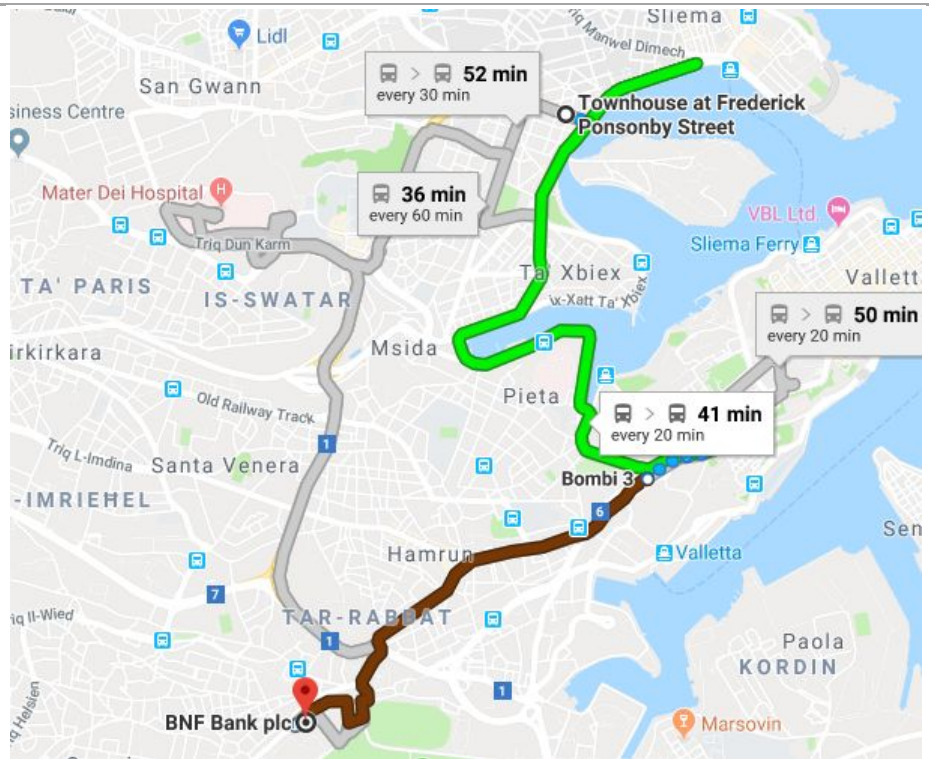 Sliema
Triq Manwel Dimech
Lidl
San Gwann
52 min
every 30 min
Townhouse at Frederick
Ponsonby Street
siness Centre
Mater Dei Hospital
H
36 min
every 60 min
VBL Ltd.
Sliema Ferry
Triq Dun Karm
Ta' Xbiex
Valletta
TA' PARIS
IS-SWATAR
ix-Xatt Ta' Xbiex
50 min
every 20 min
irkirkara
Msida
Pieta
Old Railway Track
41 min
every 20 min
1
Triq L-Imdina
Santa Venera
Bombi 3
-IMRIEHEL
6
Sen
Hamrun
Valletta
7
iq Il-Wied
TAR-RABBAT
1
Paola
KORDIN
1
BNF Bank plc
Marsovin
iq Helsien